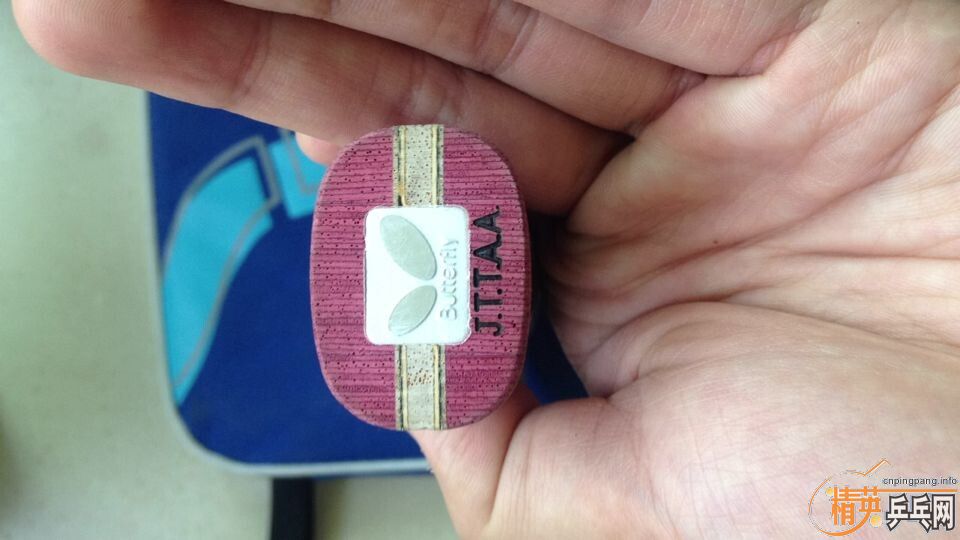 Butterfly
J.T.T.A.A
cnpingpang.info
精英乒乓网